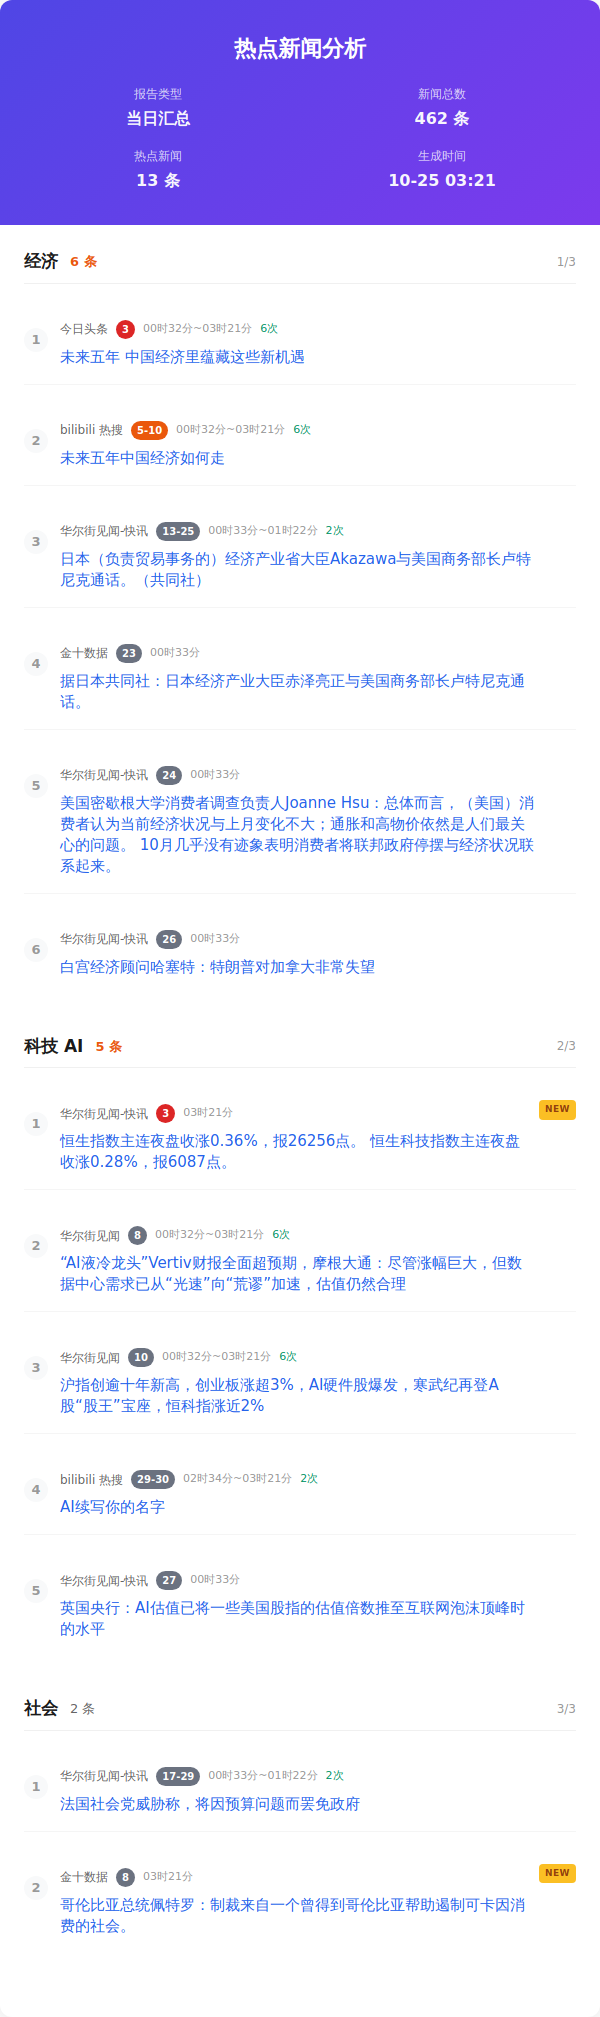 热点新闻分析
报告类型
当日汇总
新闻总数
462 条
热点新闻
13 条
生成时间
10-25 03:21
经济 6 条 1/3
1
今日头条 3 00时32分~03时21分 6次
未来五年 中国经济里蕴藏这些新机遇
2
bilibili 热搜 5-10 00时32分~03时21分 6次
未来五年中国经济如何走
3
华尔街见闻-快讯 13-25 00时33分~01时22分 2次
日本（负责贸易事务的）经济产业省大臣Akazawa与美国商务部长卢特
尼克通话。（共同社）
4
金十数据 23 00时33分
据日本共同社：日本经济产业大臣赤泽亮正与美国商务部长卢特尼克通
话。
5
华尔街见闻-快讯 24 00时33分
美国密歇根大学消费者调查负责人Joanne Hsu：总体而言，（美国）消
费者认为当前经济状况与上月变化不大；通胀和高物价依然是人们最关
心的问题。 10月几乎没有迹象表明消费者将联邦政府停摆与经济状况联
系起来。
6
华尔街见闻-快讯 26 00时33分
白宫经济顾问哈塞特：特朗普对加拿大非常失望
科技 AI 5 条 2/3
1
华尔街见闻-快讯 3 03时21分 NEW
恒生指数主连夜盘收涨0.36%，报26256点。 恒生科技指数主连夜盘
收涨0.28%，报6087点。
2
华尔街见闻 8 00时32分~03时21分 6次
“AI液冷龙头”Vertiv财报全面超预期，摩根大通：尽管涨幅巨大，但数
据中心需求已从“光速”向“荒谬”加速，估值仍然合理
3
华尔街见闻 10 00时32分~03时21分 6次
沪指创逾十年新高，创业板涨超3%，AI硬件股爆发，寒武纪再登A
股“股王”宝座，恒科指涨近2%
4
bilibili 热搜 29-30 02时34分~03时21分 2次
AI续写你的名字
5
华尔街见闻-快讯 27 00时33分
英国央行：AI估值已将一些美国股指的估值倍数推至互联网泡沫顶峰时
的水平
社会 2 条 3/3
1
华尔街见闻-快讯 17-29 00时33分~01时22分 2次
法国社会党威胁称，将因预算问题而罢免政府
2
金十数据 8 03时21分 NEW
哥伦比亚总统佩特罗：制裁来自一个曾得到哥伦比亚帮助遏制可卡因消
费的社会。